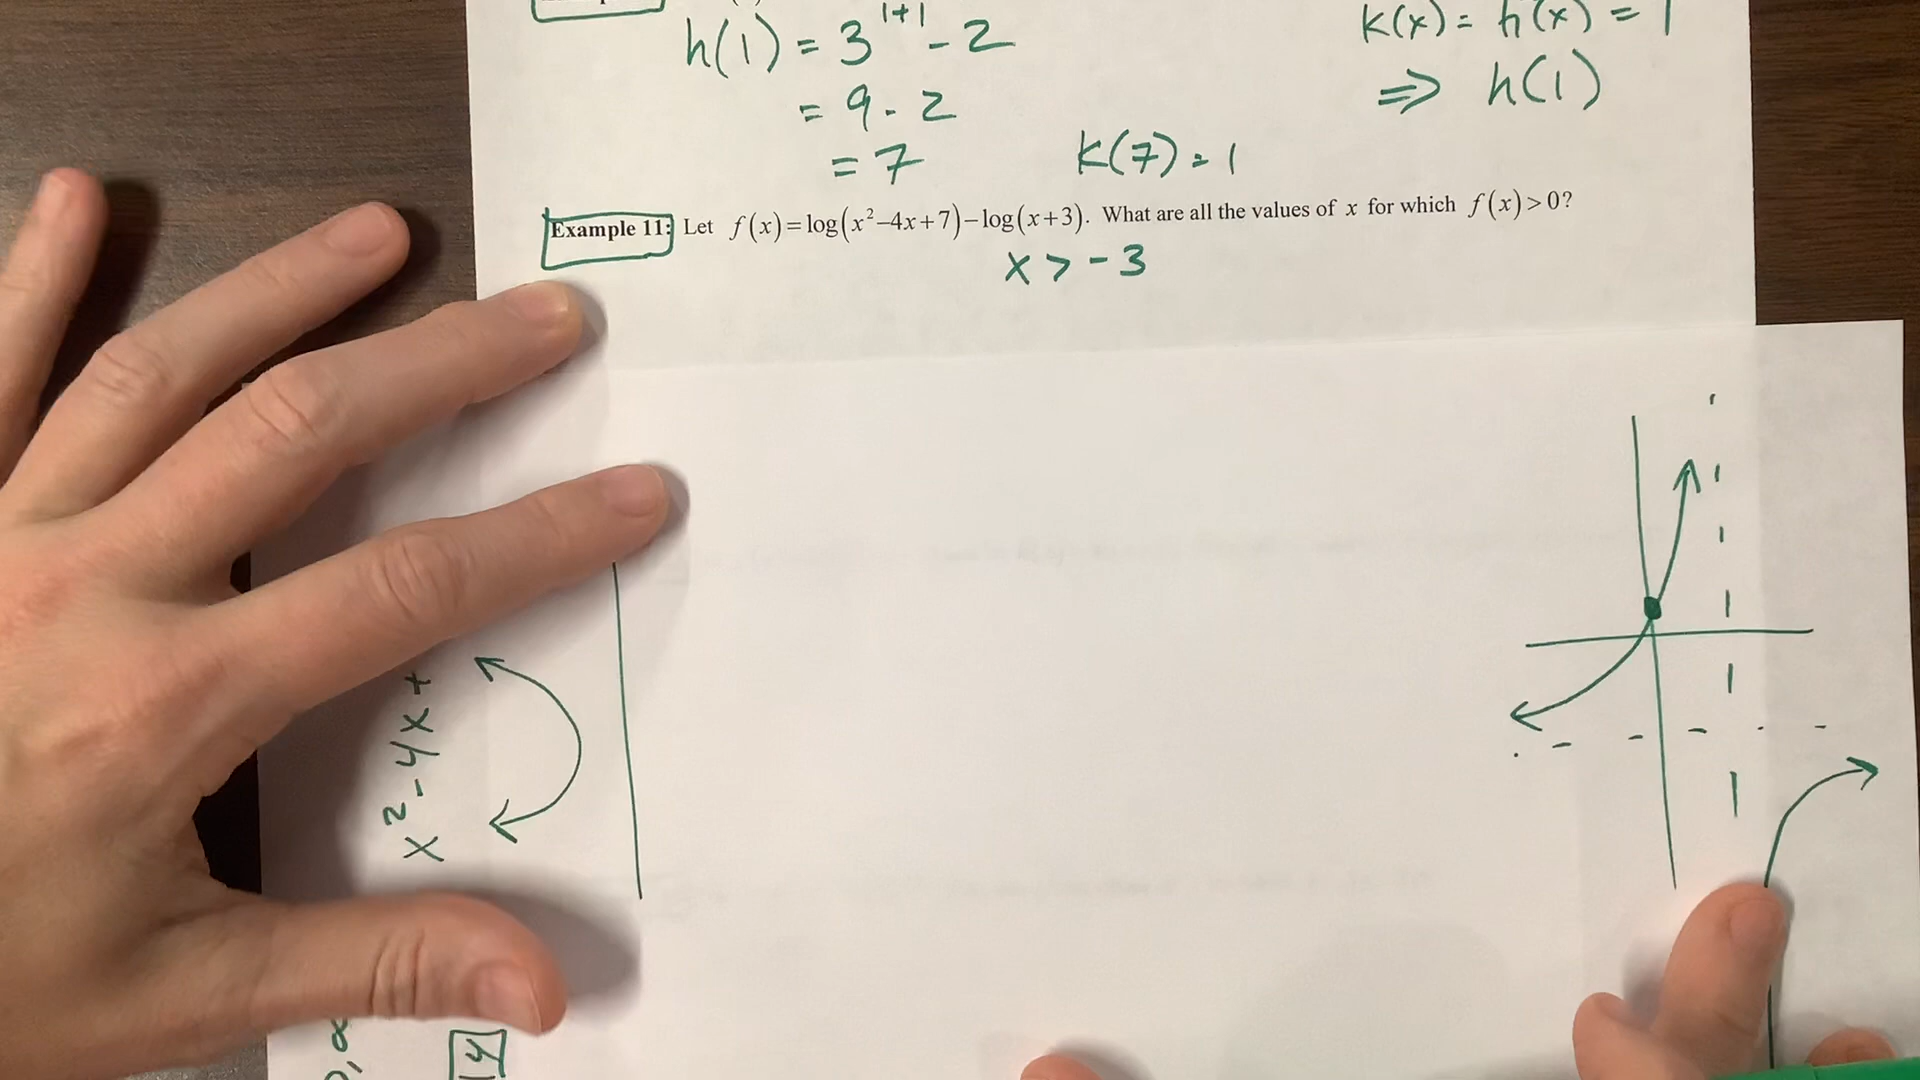 h(1) = 3^{1+1} - 2
k(x) = h(x) = 1
= 9 - 2
⇒ h(1)
= 7
k(7) = 1
Example 11: Let f(x)=log(x²–4x+7)–log(x+3). What are all the values of x for which f(x)>0?
x > -3
x² - 4x +